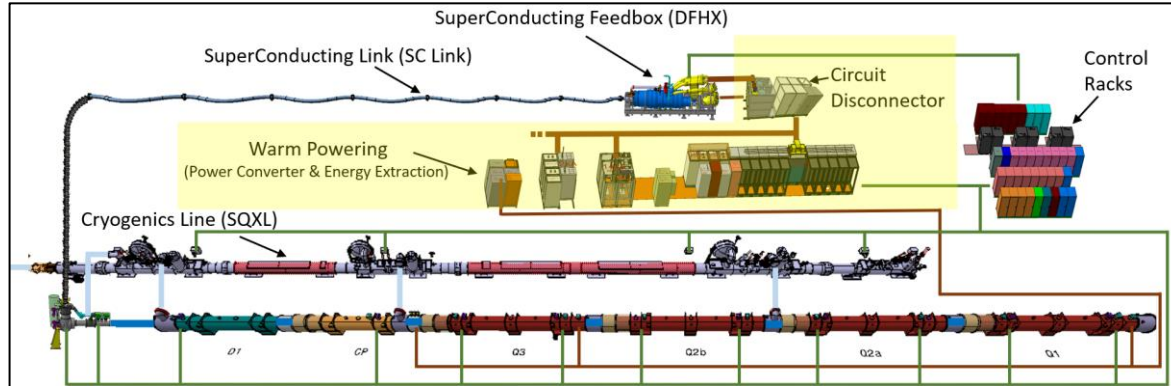 SuperConducting Feedbox (DFHX)
SuperConducting Link (SC Link)
Circuit
Disconnector
Control
Racks
Warm Powering
(Power Converter & Energy Extraction)
Cryogenics Line (SQXL)
D1
CP
Q3
Q2b
Q2a
Q1